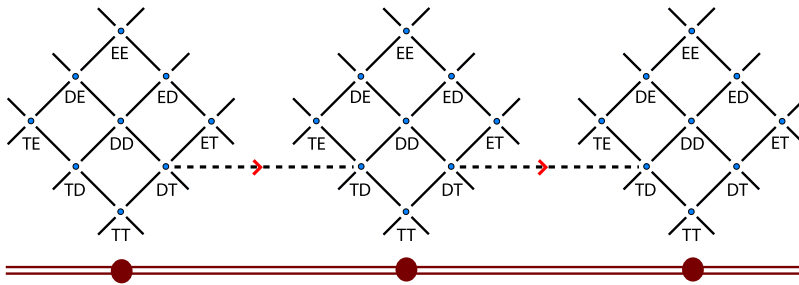 EE EE EE
DE ED DE ED DE ED
TE DD ET TE DD ET TE DD ET
TD DT TD DT TD DT
TT TT TT